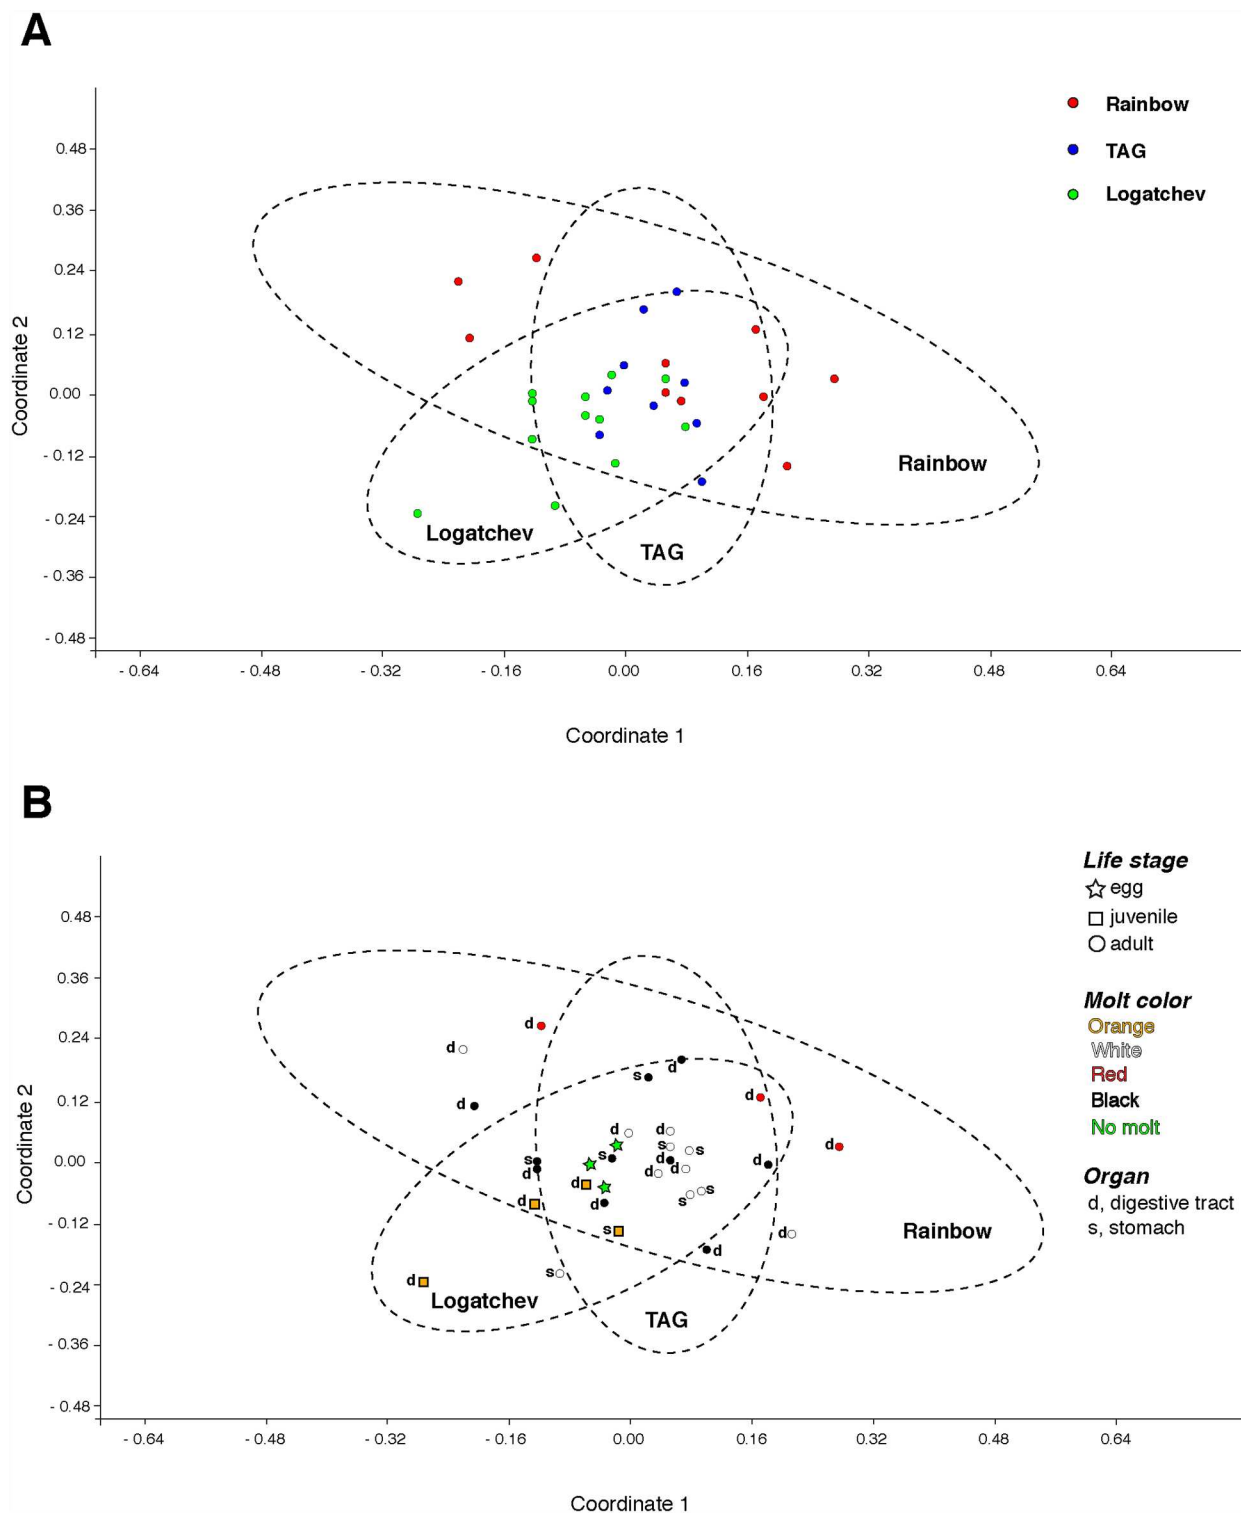 A
Rainbow
TAG
Logatchev
0.48
0.36
0.24
0.12
0.00
- 0.12
- 0.24
- 0.36
- 0.48
Coordinate 2
Rainbow
Logatchev
TAG
- 0.64 - 0.48 - 0.32 - 0.16 0.00 0.16 0.32 0.48 0.64
Coordinate 1
B
Life stage
egg
juvenile
adult
Molt color
Orange
White
Red
Black
No molt
Organ
d, digestive tract
s, stomach
0.48
0.36
0.24
0.12
0.00
- 0.12
- 0.24
- 0.36
- 0.48
Coordinate 2
d
d
d
s
d
d
d
d
d
s
s
s
s
d
d
d
d
d
d
d
d
s
s
s
d
d
s
d
d
Rainbow
Logatchev
TAG
- 0.64 - 0.48 - 0.32 - 0.16 0.00 0.16 0.32 0.48 0.64
Coordinate 1